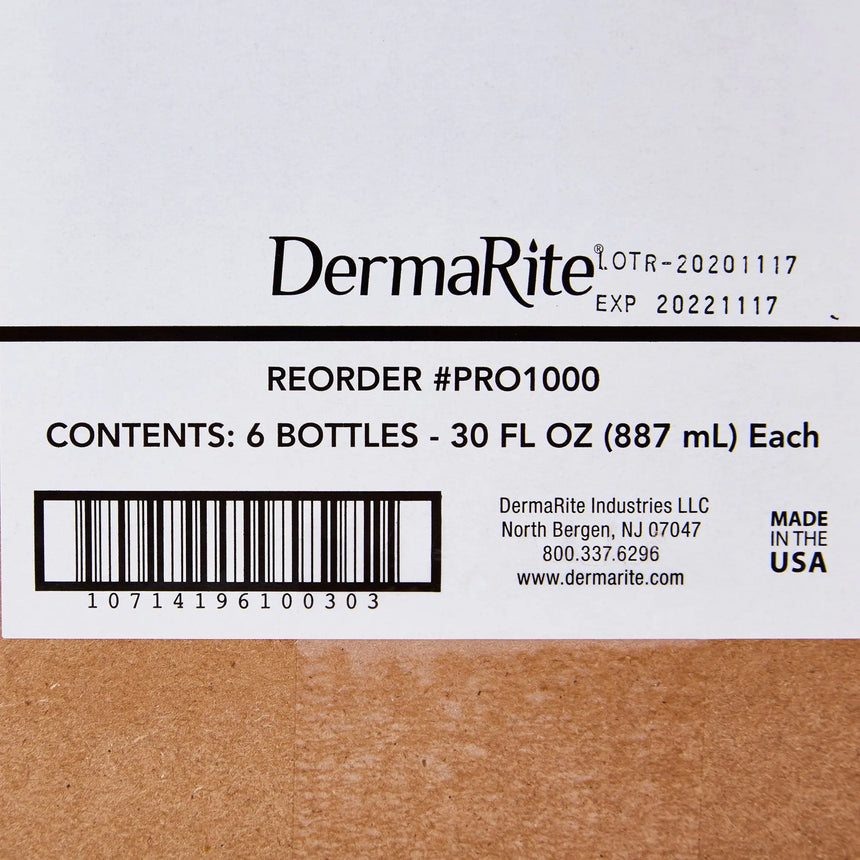 DermaRite®
LOTR-20201117
EXP 20221117
REORDER #PRO1000
CONTENTS: 6 BOTTLES - 30 FL OZ (887 mL) Each
10714196100303
DermaRite Industries LLC
North Bergen, NJ 07047
800.337.6296
www.dermarite.com
MADE
IN THE
USA